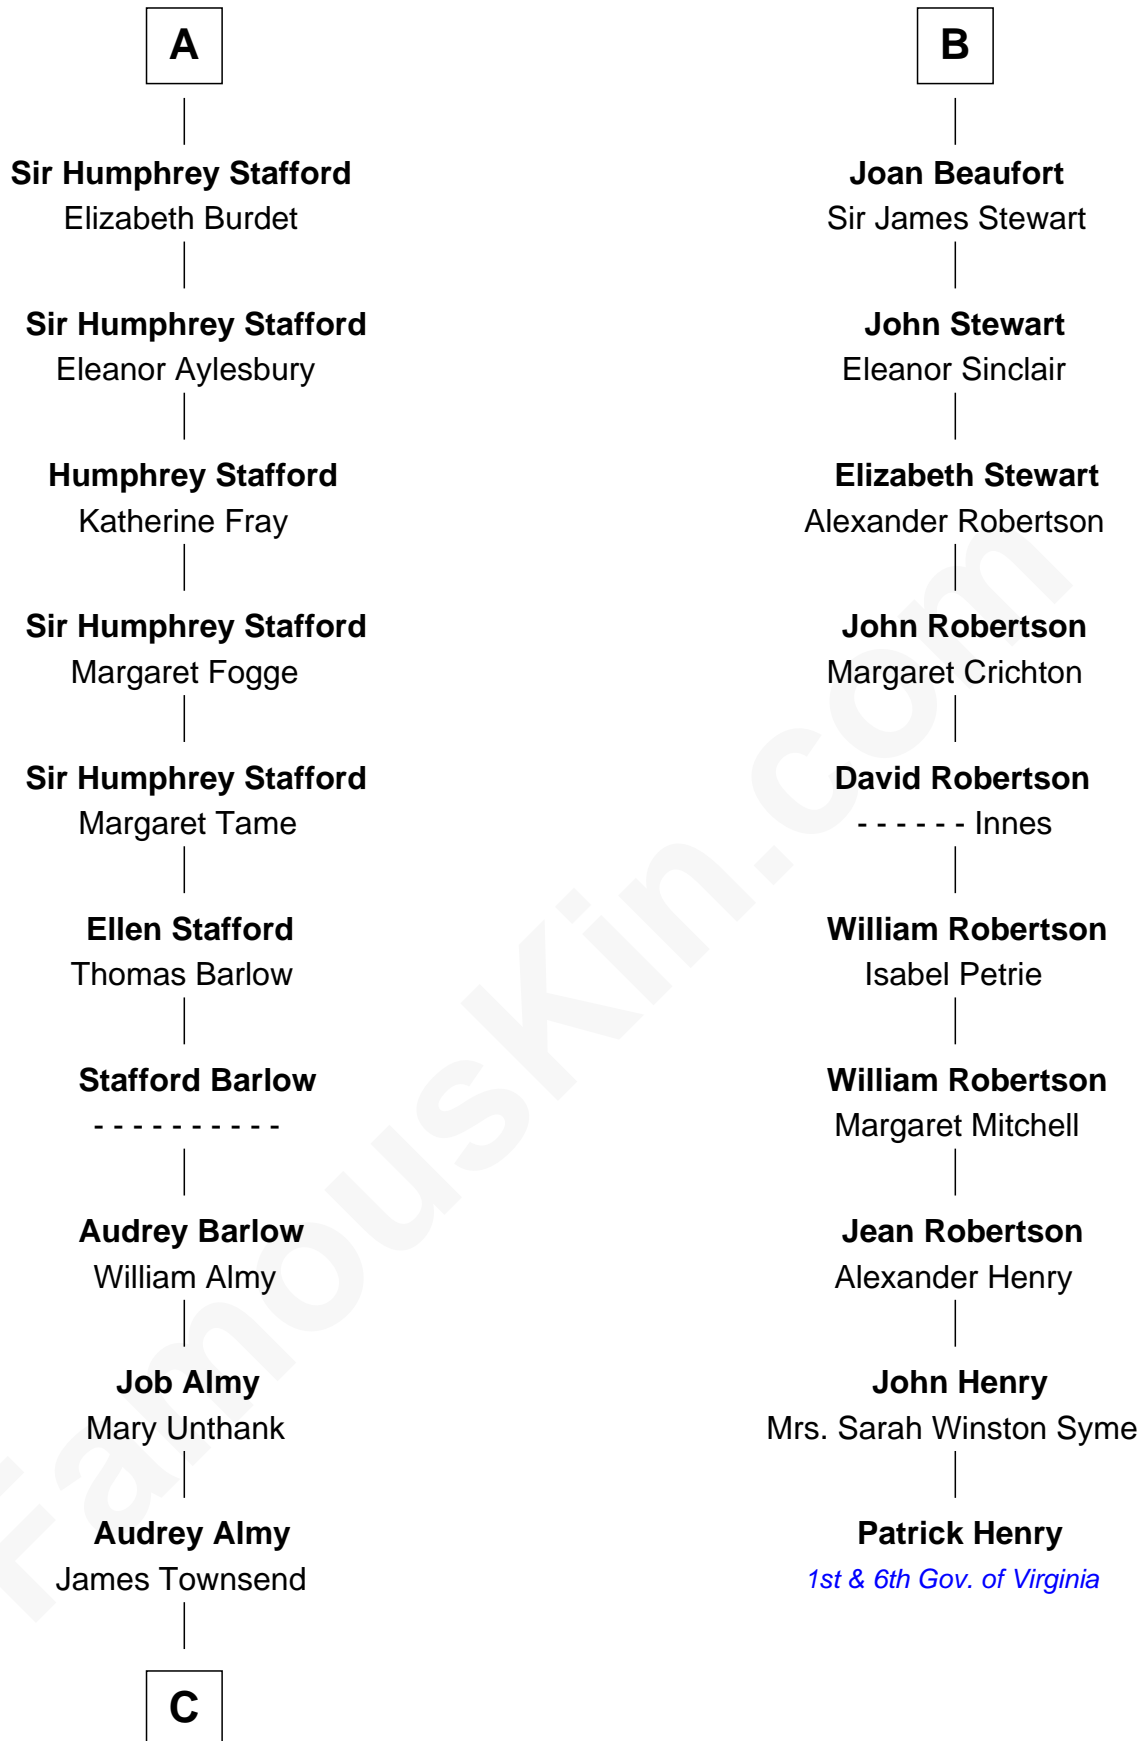 A
Sir Humphrey Stafford
Elizabeth Burdet
Sir Humphrey Stafford
Eleanor Aylesbury
Humphrey Stafford
Katherine Fray
Sir Humphrey Stafford
Margaret Fogge
Sir Humphrey Stafford
Margaret Tame
Ellen Stafford
Thomas Barlow
Stafford Barlow
- - - - - - - - - -
Audrey Barlow
William Almy
Job Almy
Mary Unthank
Audrey Almy
James Townsend
C
B
Joan Beaufort
Sir James Stewart
John Stewart
Eleanor Sinclair
Elizabeth Stewart
Alexander Robertson
John Robertson
Margaret Crichton
David Robertson
- - - - - - Innes
William Robertson
Isabel Petrie
William Robertson
Margaret Mitchell
Jean Robertson
Alexander Henry
John Henry
Mrs. Sarah Winston Syme
Patrick Henry
1st & 6th Gov. of Virginia
FamousKin.com